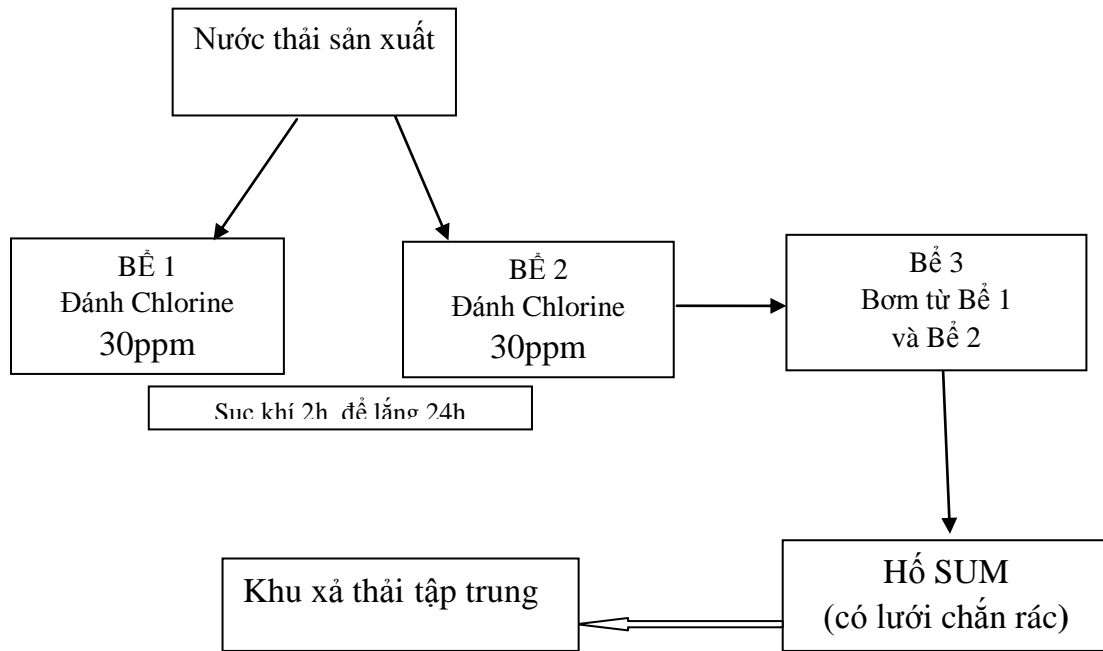 Nước thải sản xuất
BỂ 1
Đánh Chlorine
30ppm
BỂ 2
Đánh Chlorine
30ppm
Bể 3
Bơm từ Bể 1
và Bể 2
Sục khí 2h, để lắng 24h
Hố SUM
(có lưới chắn rác)
Khu xả thải tập trung